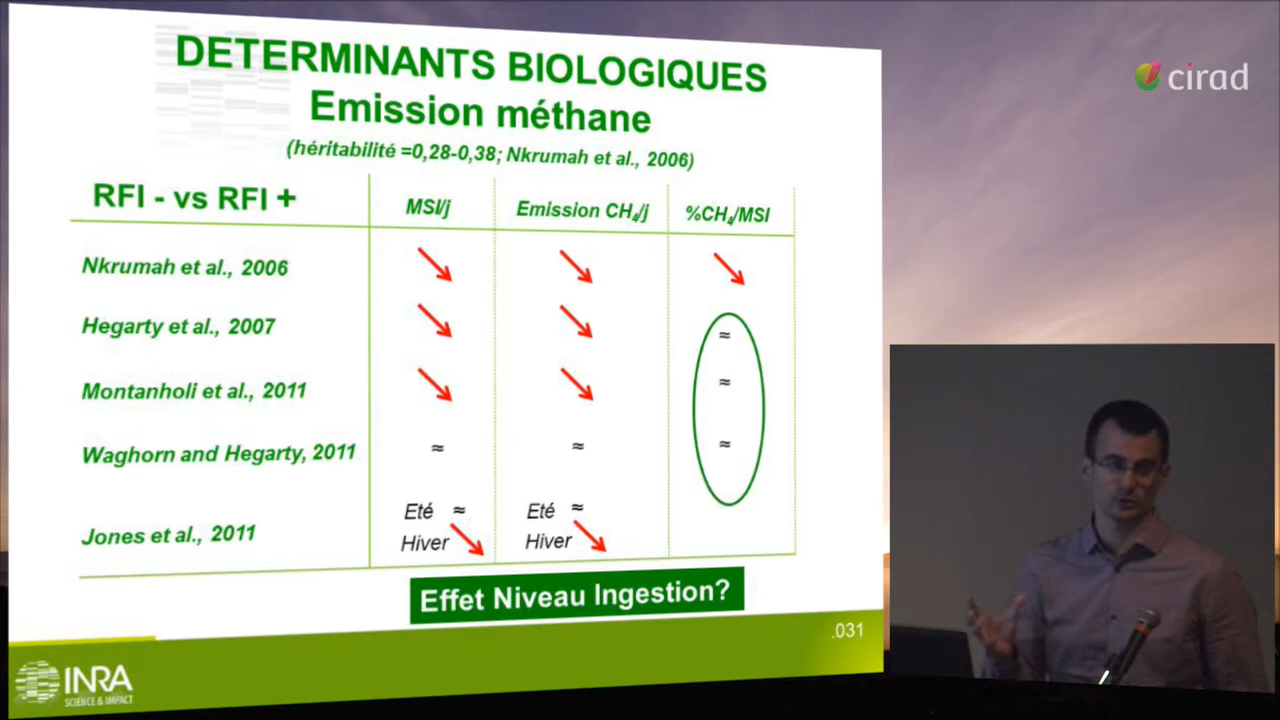 DETERMINANTS BIOLOGIQUES
Emission méthane
(héritabilité =0,28-0,38; Nkrumah et al., 2006)
RFI - vs RFI + MSI/j Emission CH₄/j %CH₄/MSI
Nkrumah et al., 2006
Hegarty et al., 2007 ≈
Montanholi et al., 2011 ≈
Waghorn and Hegarty, 2011 ≈ ≈ ≈
Eté ≈ Eté ≈
Jones et al., 2011
Hiver Hiver
Effet Niveau Ingestion?
.031
INRA
SCIENCE & IMPACT
cirad